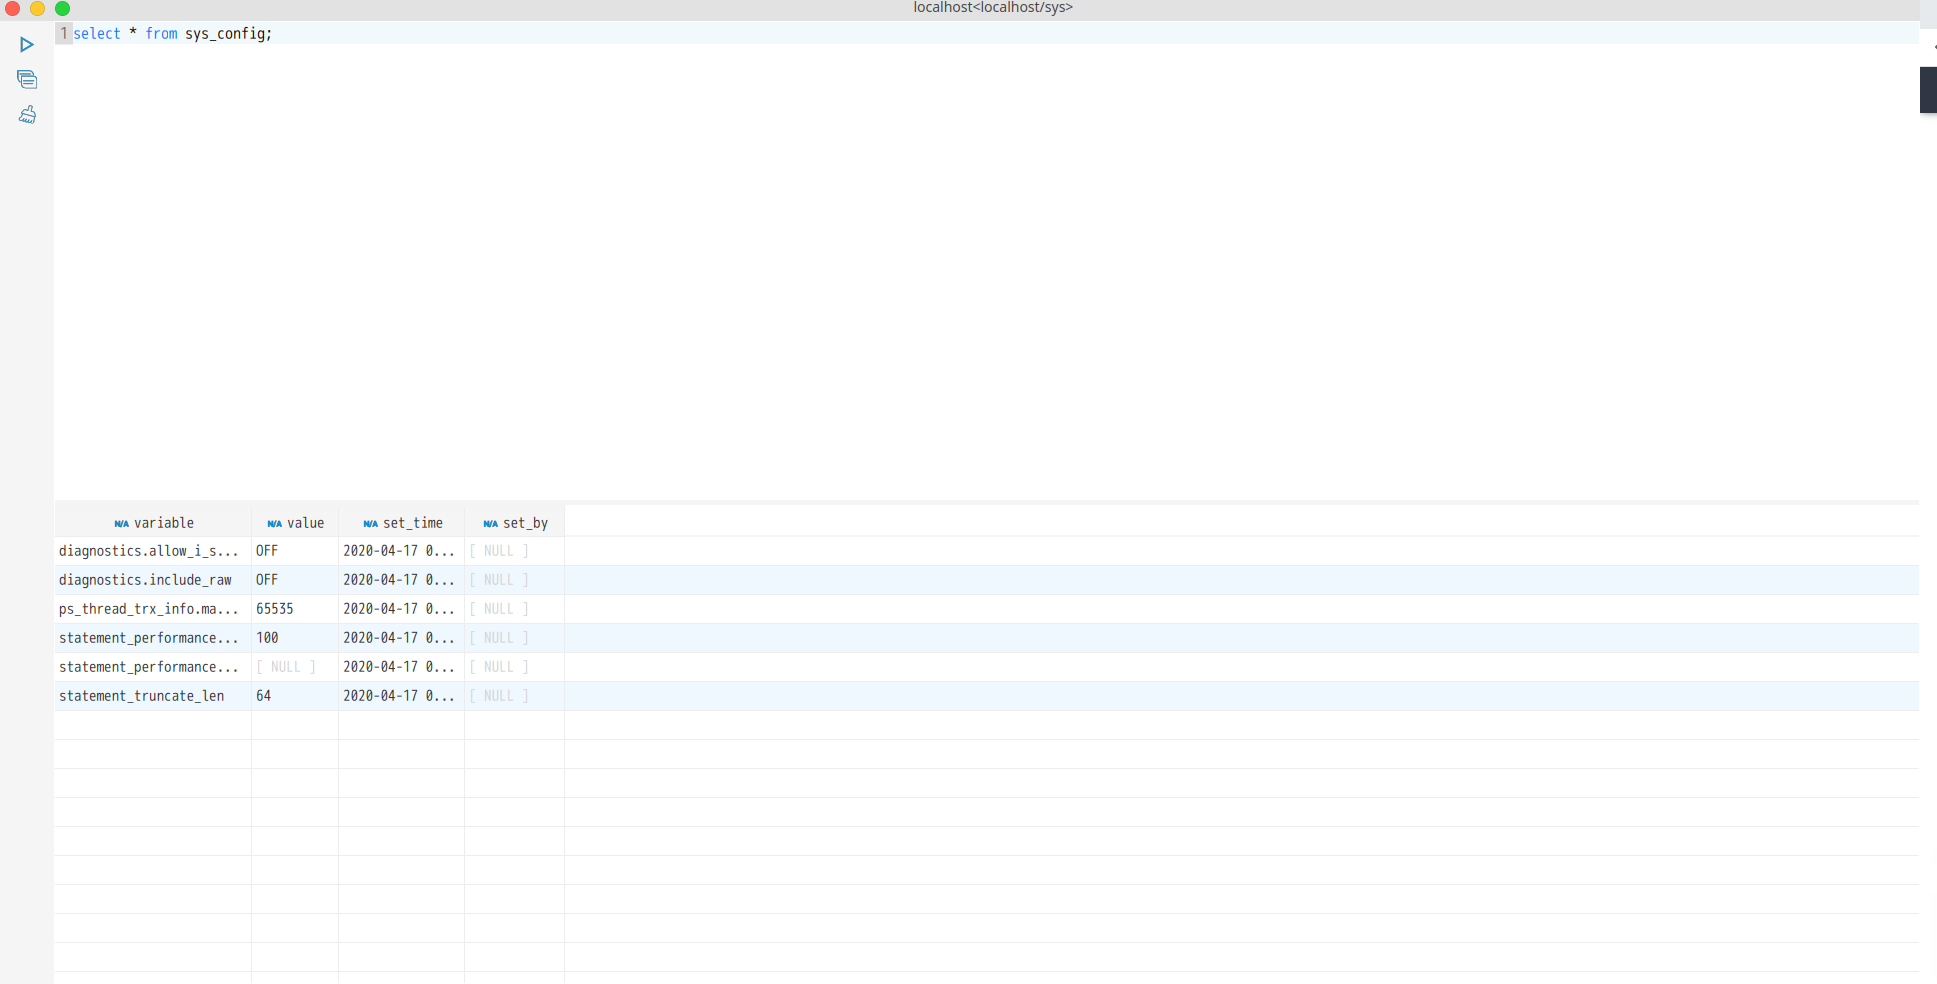 localhost<localhost/sys>
1 select * from sys_config;
N/A variable N/A value N/A set_time N/A set_by
diagnostics.allow_i_s... OFF 2020-04-17 0... [ NULL ]
diagnostics.include_raw OFF 2020-04-17 0... [ NULL ]
ps_thread_trx_info.ma... 65535 2020-04-17 0... [ NULL ]
statement_performance... 100 2020-04-17 0... [ NULL ]
statement_performance... [ NULL ] 2020-04-17 0... [ NULL ]
statement_truncate_len 64 2020-04-17 0... [ NULL ]